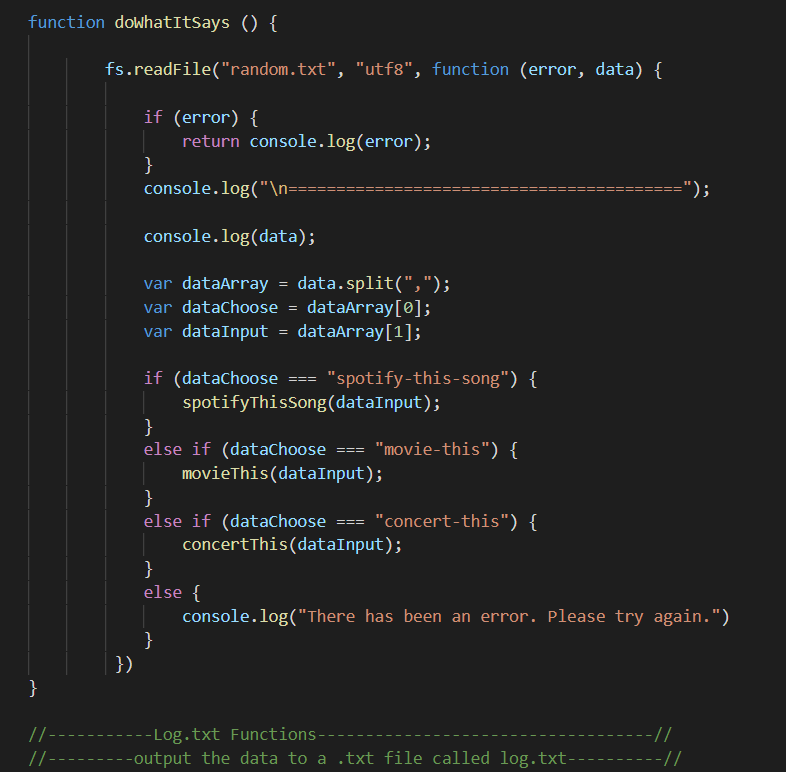 function doWhatItSays () {
fs.readFile("random.txt", "utf8", function (error, data) {
if (error) {
return console.log(error);
}
console.log("\n=========================================");
console.log(data);
var dataArray = data.split(",");
var dataChoose = dataArray[0];
var dataInput = dataArray[1];
if (dataChoose === "spotify-this-song") {
spotifyThisSong(dataInput);
}
else if (dataChoose === "movie-this") {
movieThis(dataInput);
}
else if (dataChoose === "concert-this") {
concertThis(dataInput);
}
else {
console.log("There has been an error. Please try again.")
}
})
}
//-----------Log.txt Functions-----------------------------------//
//---------output the data to a .txt file called log.txt----------//